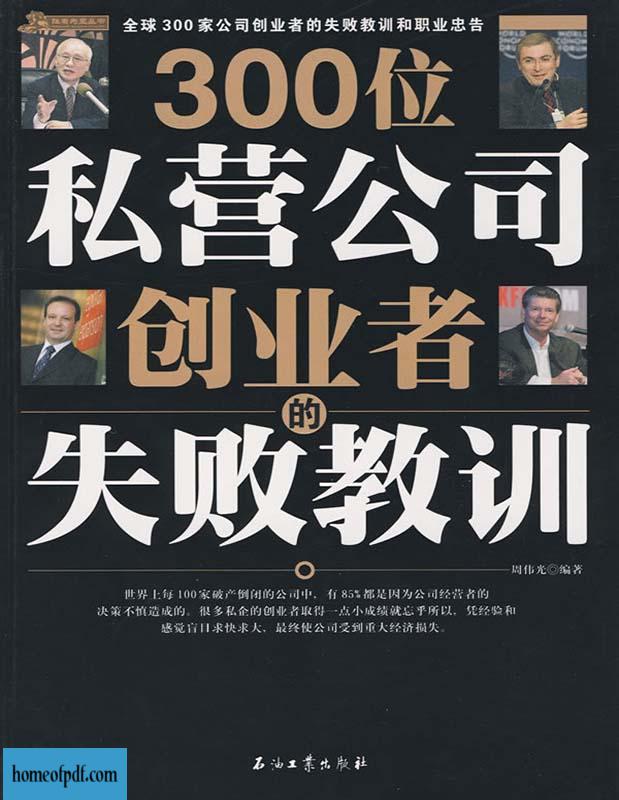 全球300家公司创业者的失败教训和职业忠告
300位
私营公司
创业者
的
失败教训
周伟光◎编著
世界上每100家破产倒闭的公司中，有85%都是因为公司经营者的
决策不慎造成的。很多私企的创业者取得一点小成绩就忘乎所以，凭经验和
感觉盲目求快求大，最终使公司受到重大经济损失。
石油工业出版社
homeofpdf.com